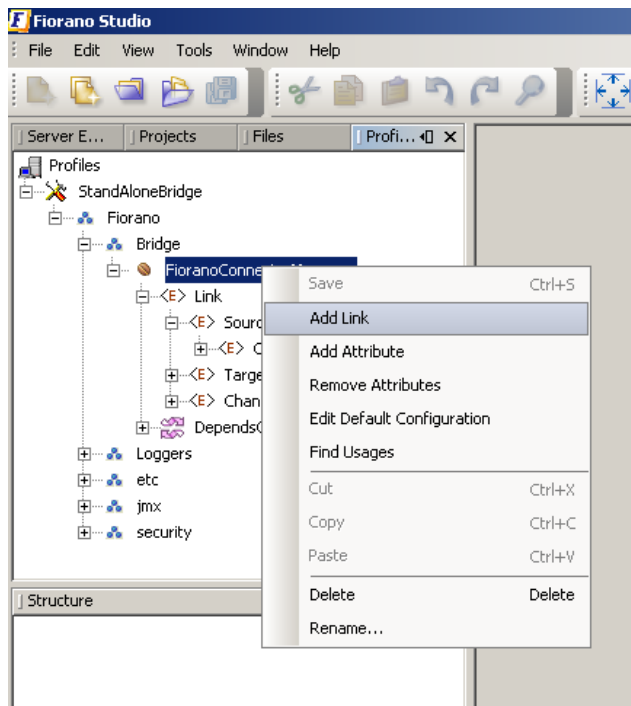 Fiorano Studio
File Edit View Tools Window Help
Server E... Projects Files Profi...
Profiles
StandAloneBridge
Fiorano
Bridge
<E> Link
<E>
<E>
<E>
<E>
Loggers
etc
jmx
security
Save Ctrl+S
Add Link
Add Attribute
Remove Attributes
Edit Default Configuration
Find Usages
Cut Ctrl+X
Copy Ctrl+C
Paste Ctrl+V
Delete Delete
Rename...
Structure